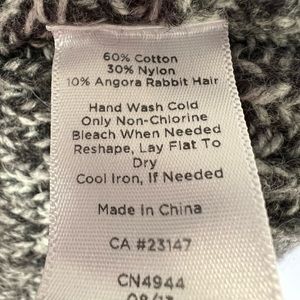 60% Cotton
30% Nylon
10% Angora Rabbit Hair
Hand Wash Cold
Only Non-Chlorine
Bleach When Needed
Reshape, Lay Flat To
Dry
Cool Iron, If Needed
Made in China
CA #23147
CN4944